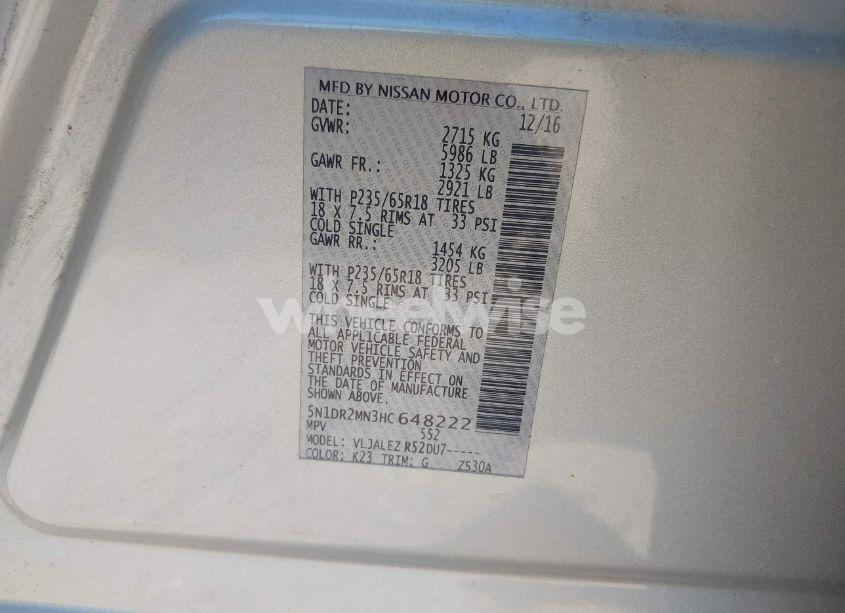 MFD BY NISSAN MOTOR CO., LTD.
DATE: 12/16
GVWR: 2715 KG
5986 LB
GAWR FR.: 1325 KG
2921 LB
WITH P235/65R18 TIRES
18 X 7.5 RIMS AT 33 PSI
COLD SINGLE
GAWR RR.: 1454 KG
3205 LB
WITH P235/65R18 TIRES
18 X 7.5 RIMS AT 33 PSI
COLD SINGLE
wheelwise
THIS VEHICLE CONFORMS TO
ALL APPLICABLE FEDERAL
MOTOR VEHICLE SAFETY AND
THEFT PREVENTION
STANDARDS IN EFFECT ON
THE DATE OF MANUFACTURE
SHOWN ABOVE.
5N1DR2MN3HC648222
MPV 552
MODEL: VLJALEZ R52DU7-----
COLOR: K23 TRIM: G ZS30A